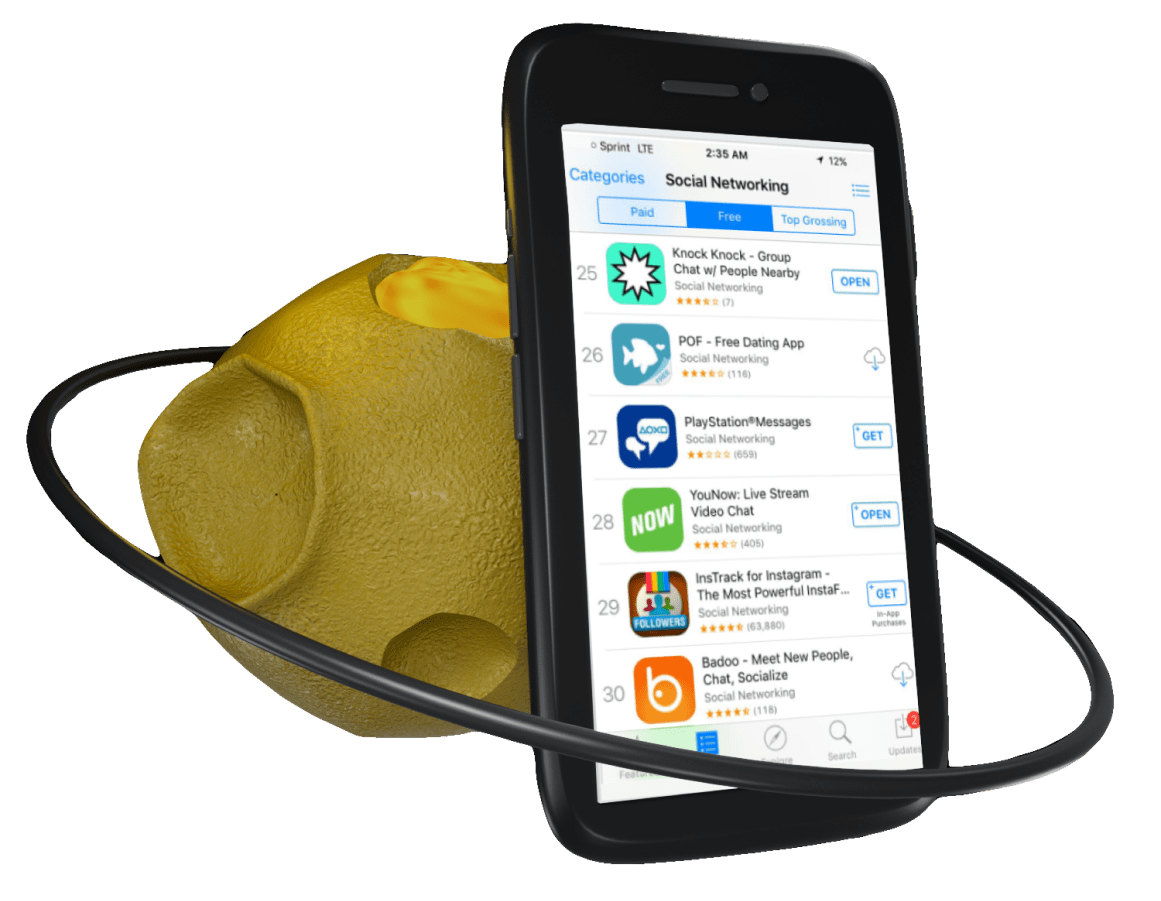 Sprint LTE 2:35 AM 12%
Categories Social Networking
Paid Free Top Grossing
25
Knock Knock - Group
Chat w/ People Nearby
Social Networking
(7)
OPEN
26
FREE
POF - Free Dating App
Social Networking
(116)
27
PlayStation®Messages
Social Networking
(659)
+ GET
28
NOW
YouNow: Live Stream
Video Chat
Social Networking
(405)
+ OPEN
29
FOLLOWERS
InsTrack for Instagram -
The Most Powerful InstaF...
Social Networking
(63,880)
+ GET
In-App
Purchases
30
b
Badoo - Meet New People,
Chat, Socialize
Social Networking
(118)
2
Search Updates